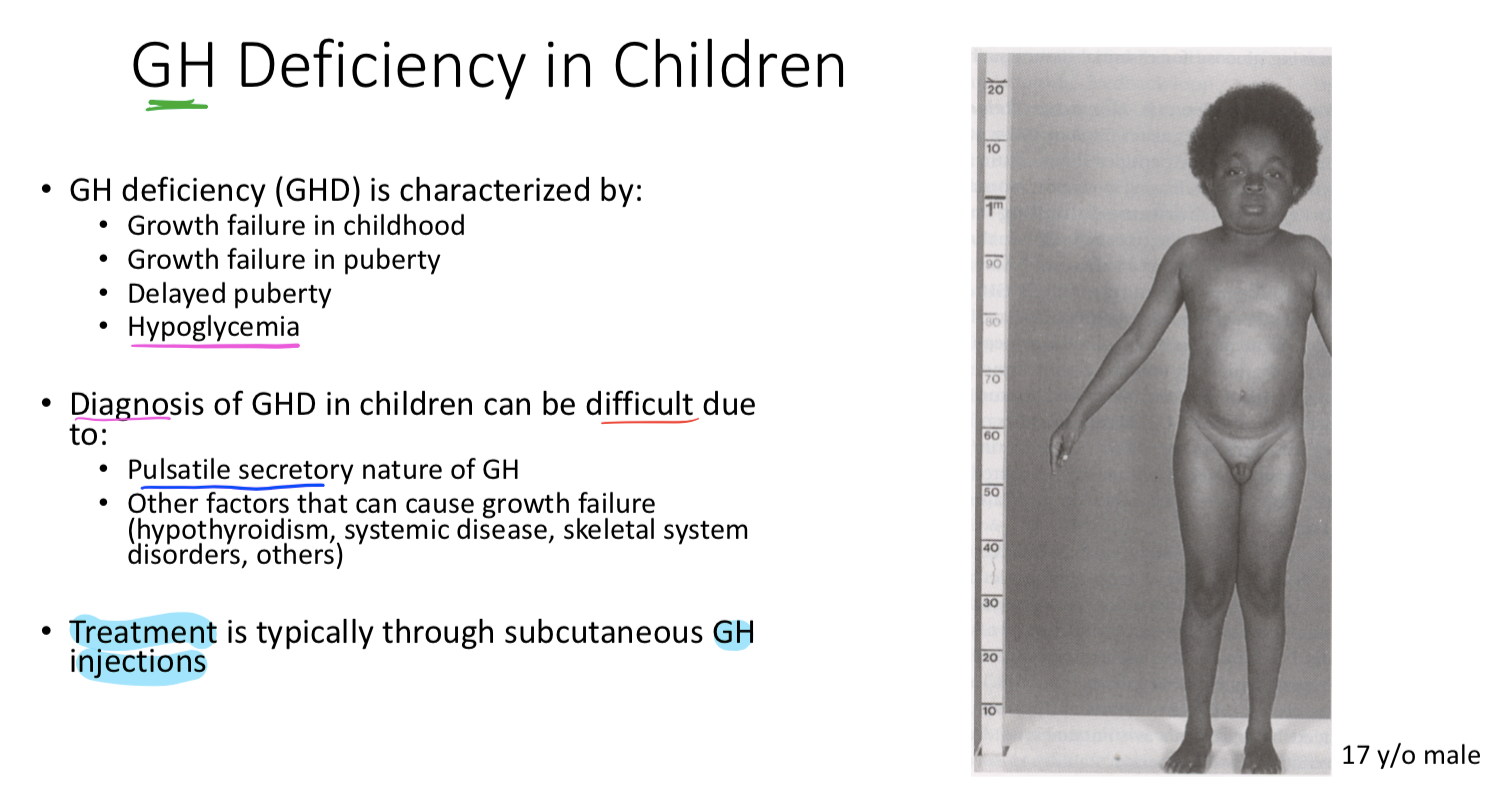 GH Deficiency in Children
• GH deficiency (GHD) is characterized by:
• Growth failure in childhood
• Growth failure in puberty
• Delayed puberty
• Hypoglycemia
• Diagnosis of GHD in children can be difficult due
to:
• Pulsatile secretory nature of GH
• Other factors that can cause growth failure
(hypothyroidism, systemic disease, skeletal system
disorders, others)
• Treatment is typically through subcutaneous GH
injections
20
10
1m
90
80
70
60
50
40
30
20
10
17 y/o male